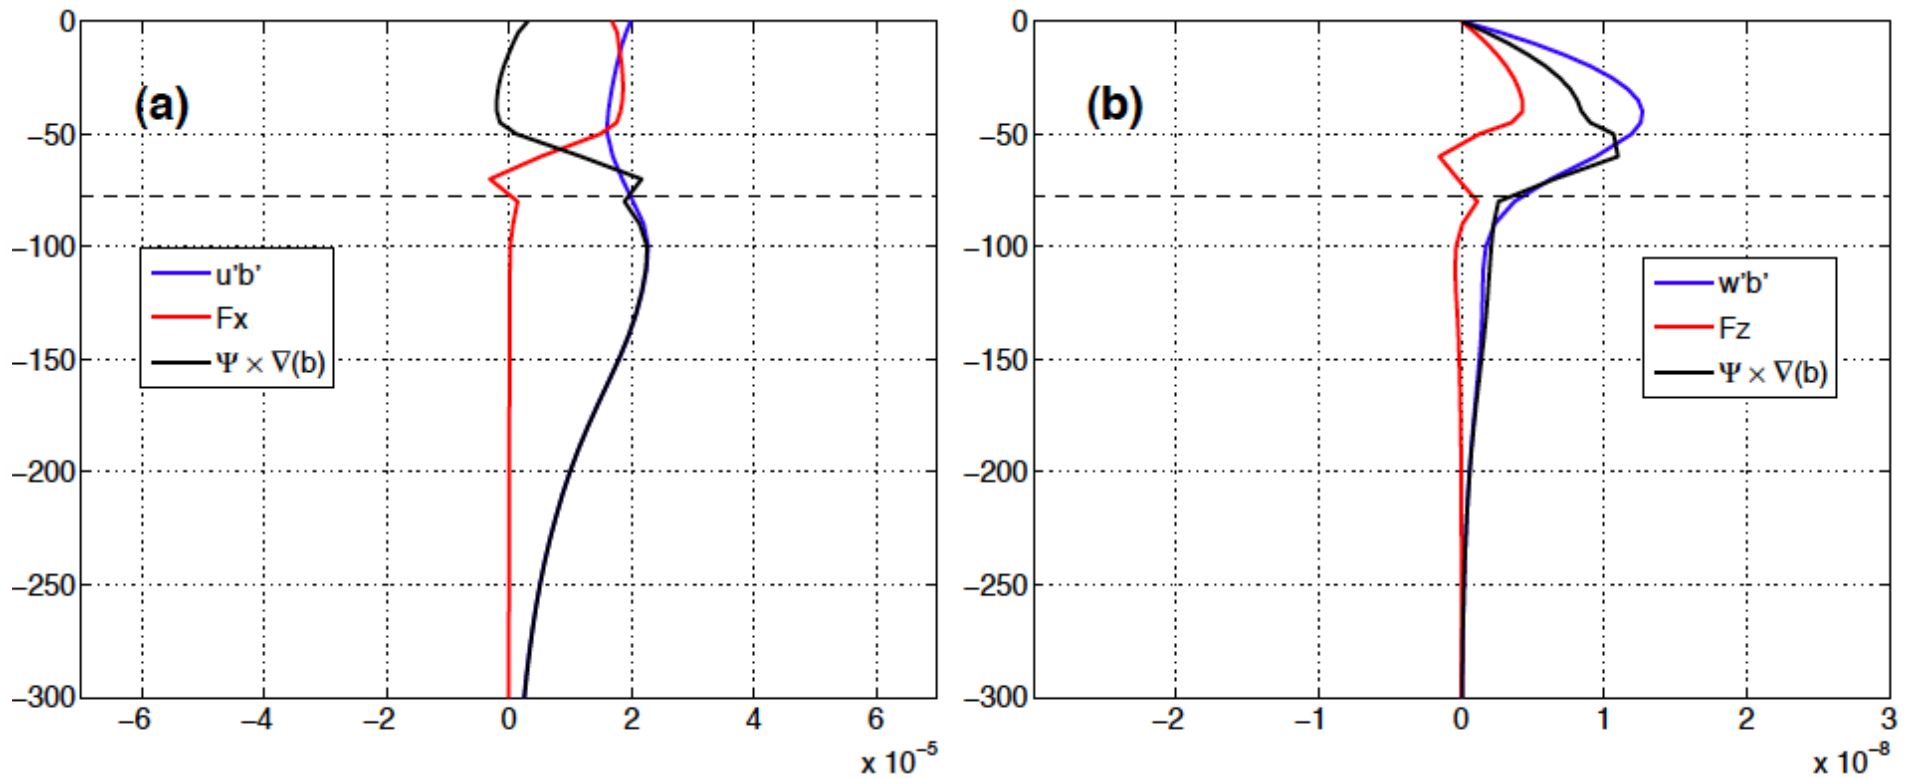 (a)
0
−50
−100
−150
−200
−250
−300
u'b'
Fx
Ψ × ∇(b)
−6 −4 −2 0 2 4 6
x 10⁻⁵
(b)
0
−50
−100
−150
−200
−250
−300
w'b'
Fz
Ψ × ∇(b)
−2 −1 0 1 2 3
x 10⁻⁸